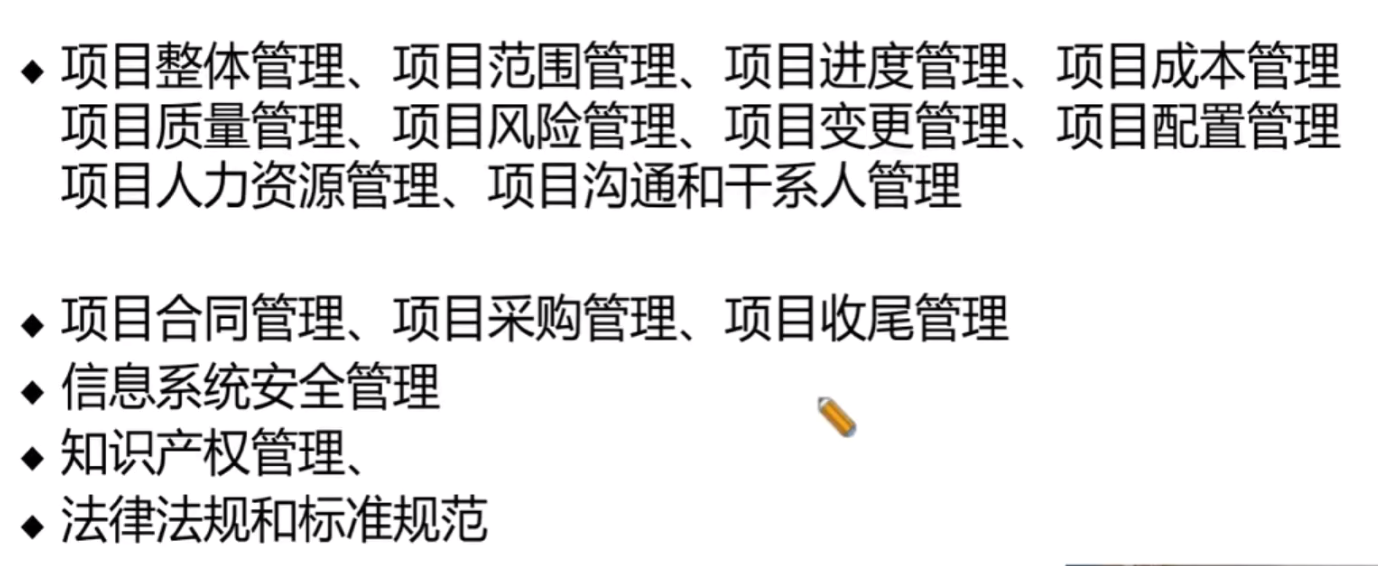 ◆ 项目整体管理、项目范围管理、项目进度管理、项目成本管理
项目质量管理、项目风险管理、项目变更管理、项目配置管理
项目人力资源管理、项目沟通和干系人管理
◆ 项目合同管理、项目采购管理、项目收尾管理
◆ 信息系统安全管理
◆ 知识产权管理、
◆ 法律法规和标准规范